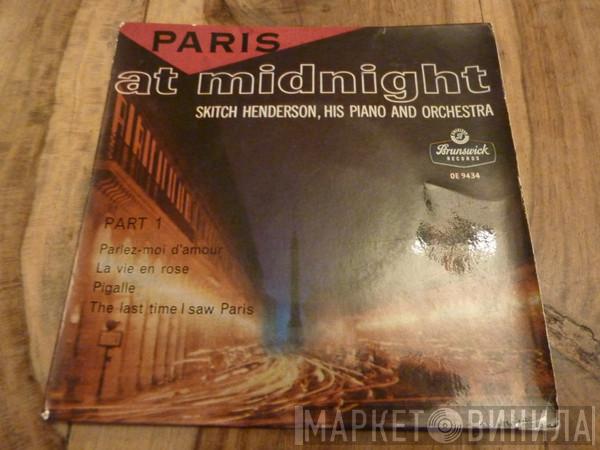 PARIS
at midnight
SKITCH HENDERSON, HIS PIANO AND ORCHESTRA
Brunswick
RECORDS
OE 9434
PART 1
Parlez-moi d'amour
La vie en rose
Pigalle
The last time I saw Paris
МАРКЕТ ВИНИЛА